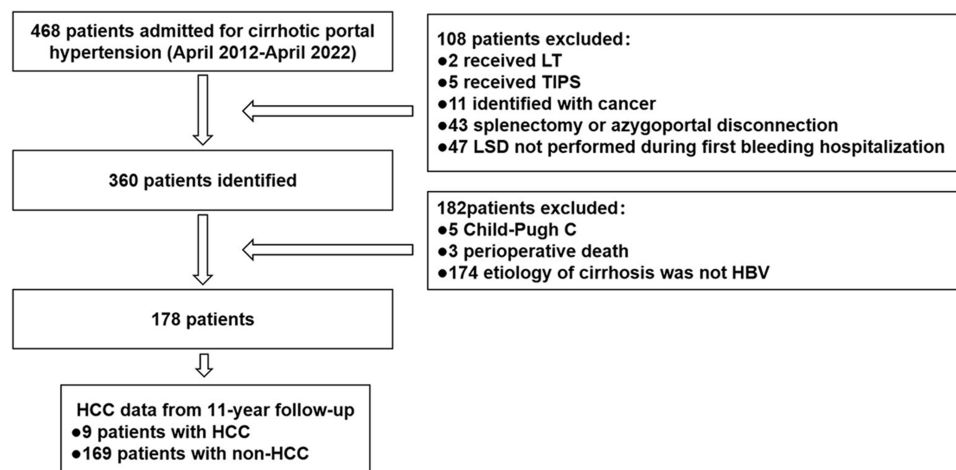 468 patients admitted for cirrhotic portal
hypertension (April 2012-April 2022)
108 patients excluded：
●2 received LT
●5 received TIPS
●11 identified with cancer
●43 splenectomy or azygoportal disconnection
●47 LSD not performed during first bleeding hospitalization
360 patients identified
182patients excluded：
●5 Child-Pugh C
●3 perioperative death
●174 etiology of cirrhosis was not HBV
178 patients
HCC data from 11-year follow-up
●9 patients with HCC
●169 patients with non-HCC